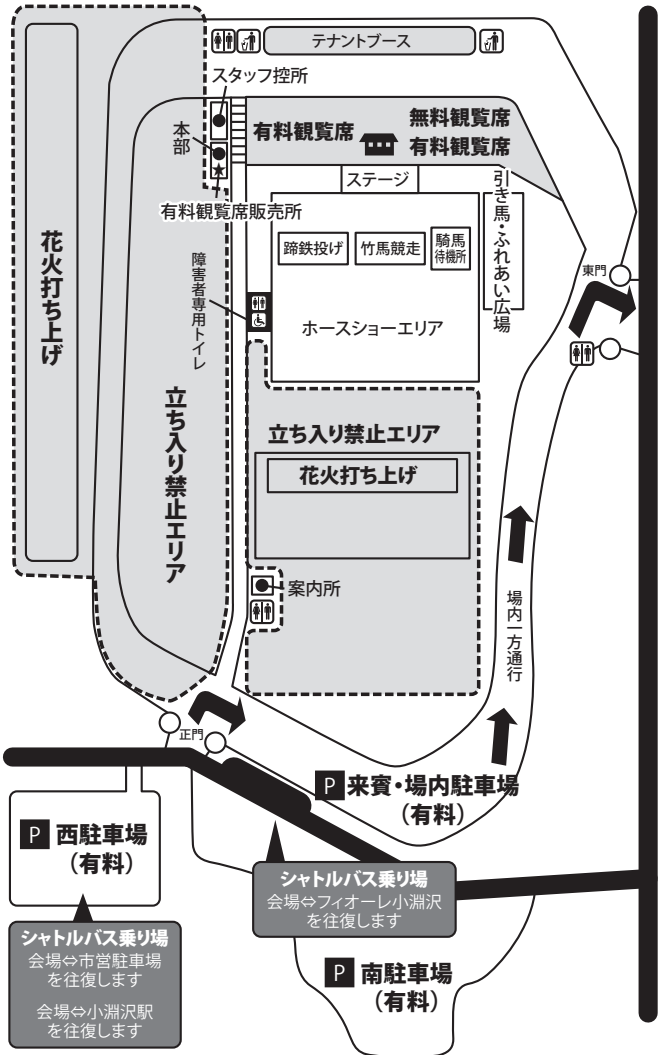 テナントブース
スタッフ控所
本部
有料観覧席
無料観覧席
有料観覧席
ステージ
有料観覧席販売所
引き馬・ふれあい広場
蹄鉄投げ
竹馬競走
騎馬
待機所
花火打ち上げ
障害者専用トイレ
ホースショーエリア
東門
立ち入り禁止エリア
立ち入り禁止エリア
花火打ち上げ
案内所
場内一方通行
正門
P 来賓・場内駐車場
(有料)
P 西駐車場
(有料)
シャトルバス乗り場
会場⇔フィオーレ小淵沢
を往復します
シャトルバス乗り場
会場⇔市営駐車場
を往復します
会場⇔小淵沢駅
を往復します
P 南駐車場
(有料)